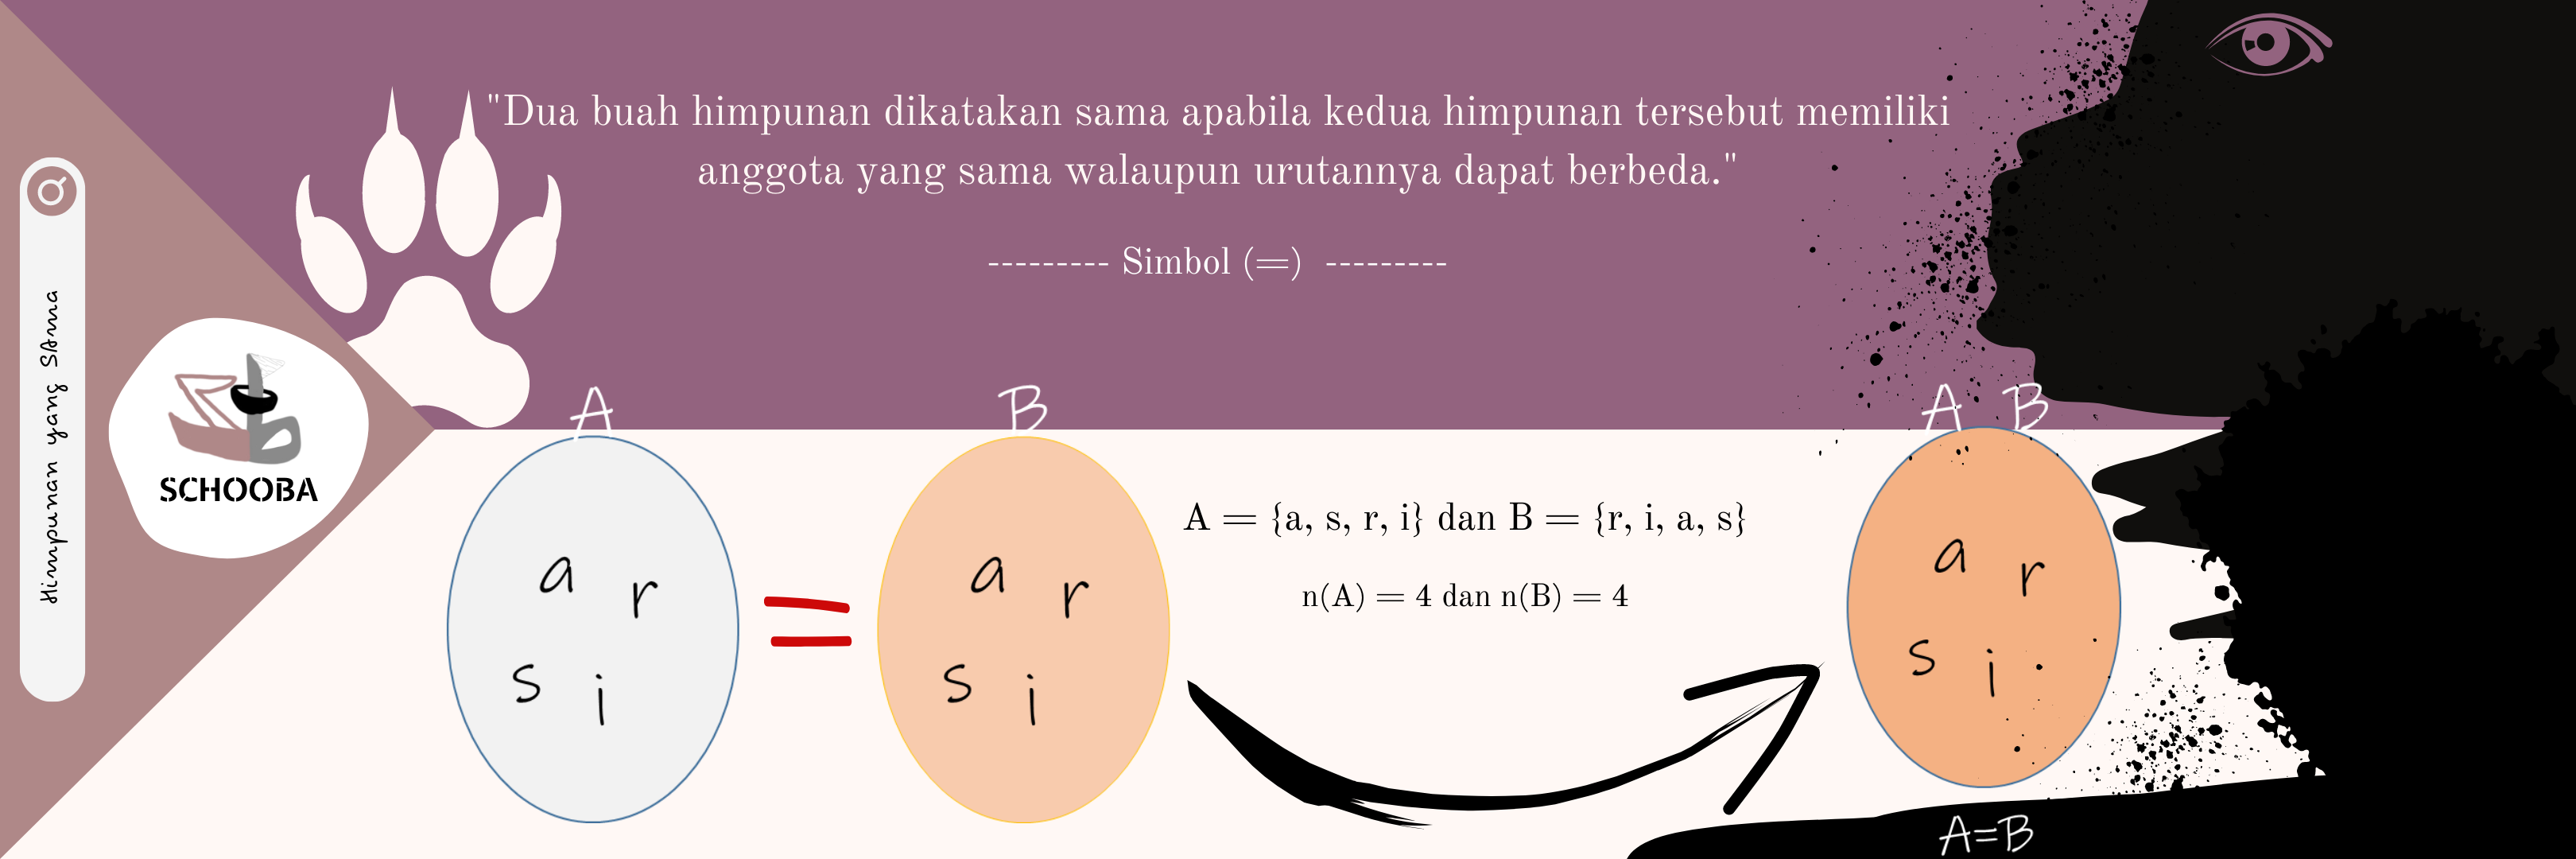 "Dua buah himpunan dikatakan sama apabila kedua himpunan tersebut memiliki
anggota yang sama walaupun urutannya dapat berbeda."
--------- Simbol (=) ---------
Himpunan yang SAma
SCHOOBA
A
B
A B
a r
s i
=
a r
s i
A = {a, s, r, i} dan B = {r, i, a, s}
n(A) = 4 dan n(B) = 4
a r
s i
A=B